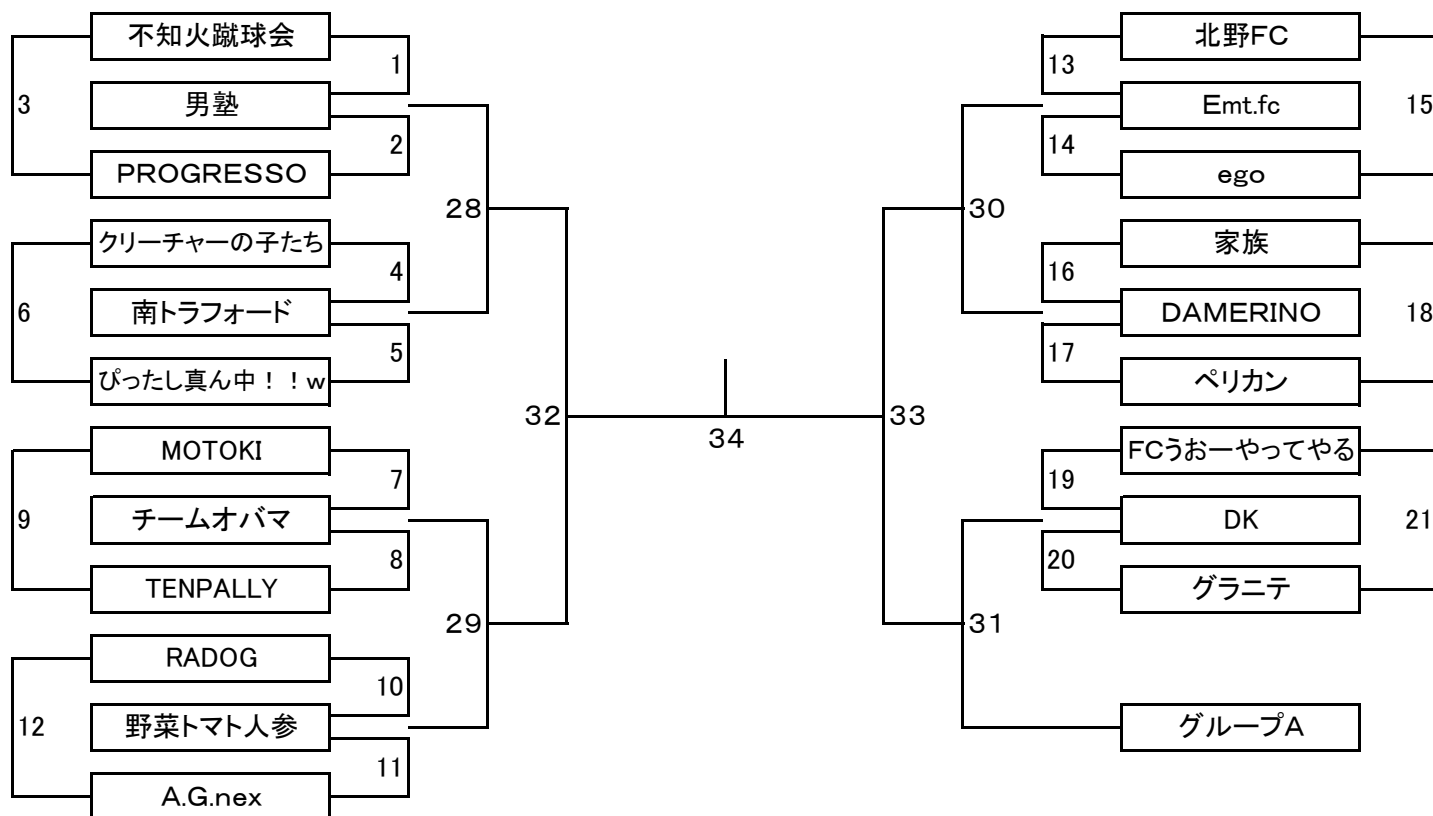 不知火蹴球会
1
3
男塾
2
PROGRESSO
28
クリーチャーの子たち
4
6
南トラフォード
5
ぴったし真ん中！！w
32
MOTOKI
7
9
チームオバマ
8
TENPALLY
29
RADOG
10
12
野菜トマト人参
11
A.G.nex
34
北野FC
13
Emt.fc
15
14
ego
30
家族
16
DAMERINO
18
17
ペリカン
33
FCうおーやってやる
19
DK
21
20
グラニテ
31
グループA